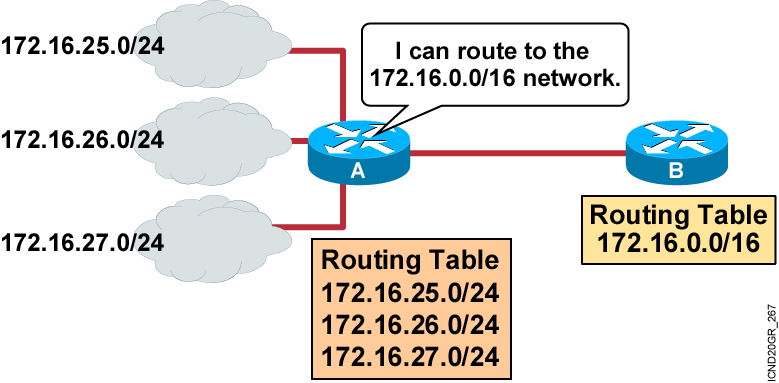 172.16.25.0/24
I can route to the
172.16.0.0/16 network.
172.16.26.0/24
A
B
172.16.27.0/24
Routing Table
172.16.25.0/24
172.16.26.0/24
172.16.27.0/24
Routing Table
172.16.0.0/16
ICND20GR_267